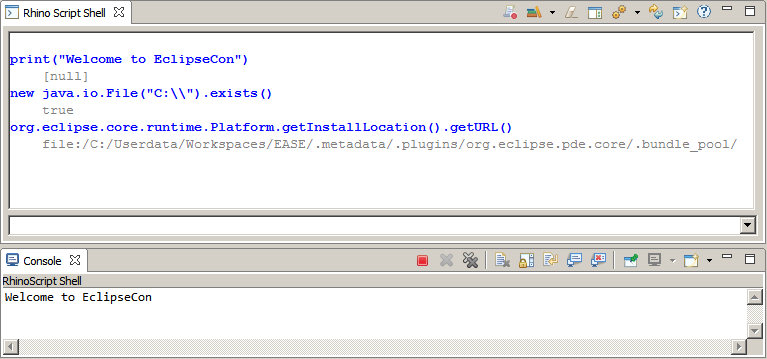 Rhino Script Shell
print("Welcome to EclipseCon")
[null]
new java.io.File("C:\\").exists()
true
org.eclipse.core.runtime.Platform.getInstallLocation().getURL()
file:/C:/Userdata/Workspaces/EASE/.metadata/.plugins/org.eclipse.pde.core/.bundle_pool/
Console
RhinoScript Shell
Welcome to EclipseCon